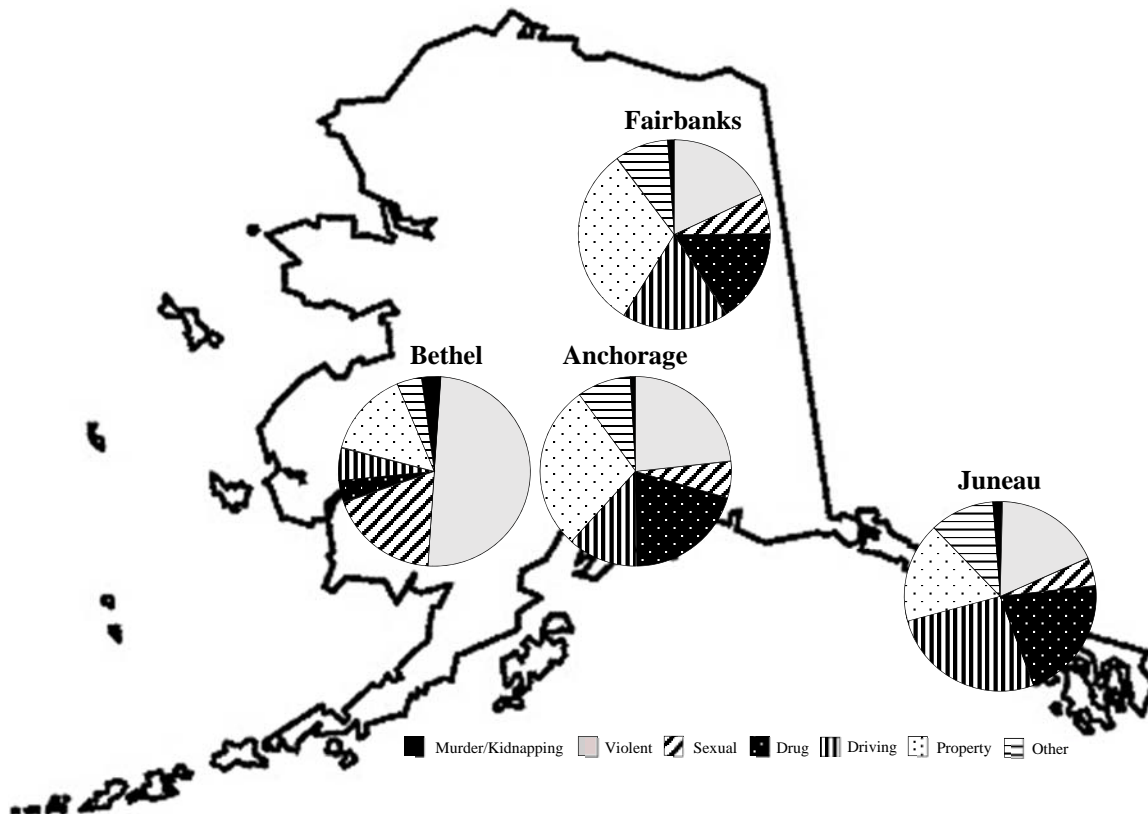 Fairbanks
Bethel
Anchorage
Juneau
Murder/Kidnapping Violent Sexual Drug Driving Property Other